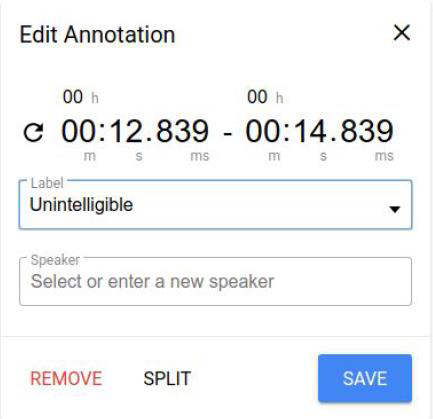 Edit Annotation
00 h 00 h
00:12.839 - 00:14.839
m s ms m s ms
Label
Unintelligible
Speaker
Select or enter a new speaker
REMOVE SPLIT SAVE